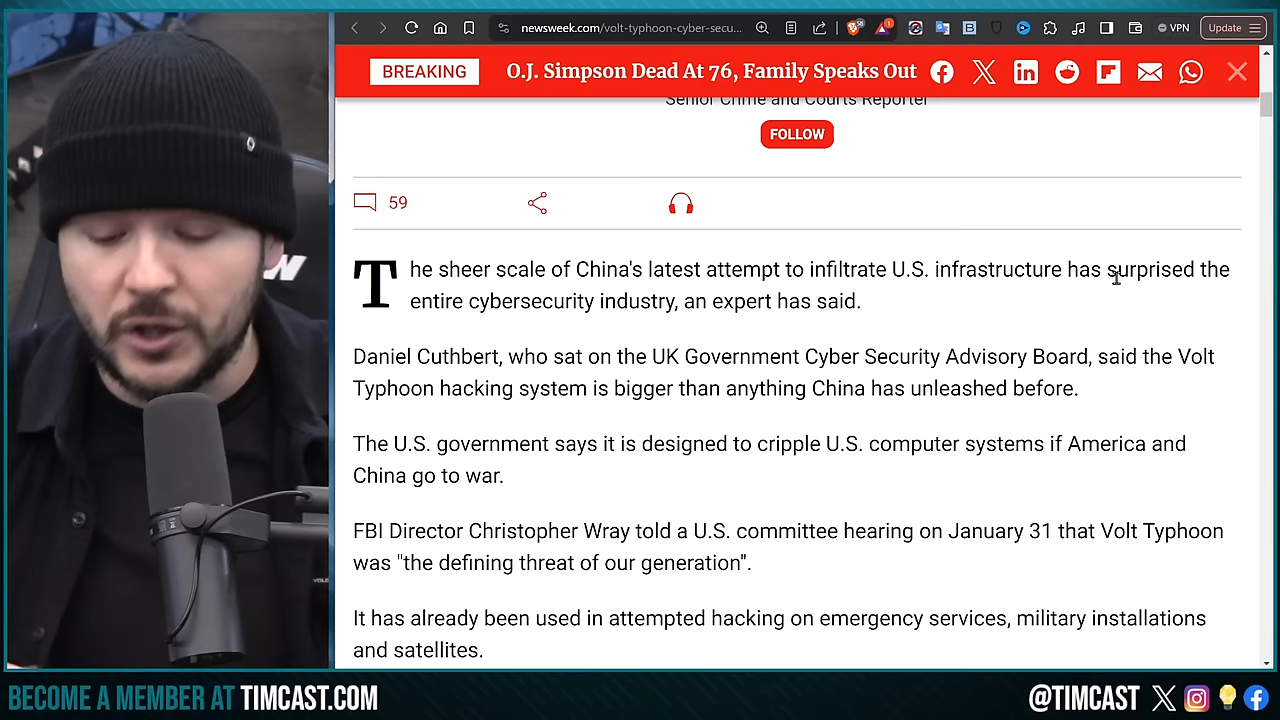 newsweek.com/volt-typhoon-cyber-secu...
58
1
VPN
Update
BREAKING
O.J. Simpson Dead At 76, Family Speaks Out
Senior Crime and Courts Reporter
FOLLOW
59
The sheer scale of China's latest attempt to infiltrate U.S. infrastructure has surprised the
entire cybersecurity industry, an expert has said.
Daniel Cuthbert, who sat on the UK Government Cyber Security Advisory Board, said the Volt
Typhoon hacking system is bigger than anything China has unleashed before.
The U.S. government says it is designed to cripple U.S. computer systems if America and
China go to war.
FBI Director Christopher Wray told a U.S. committee hearing on January 31 that Volt Typhoon
was "the defining threat of our generation".
It has already been used in attempted hacking on emergency services, military installations
and satellites.
BECOME A MEMBER AT TIMCAST.COM
@TIMCAST